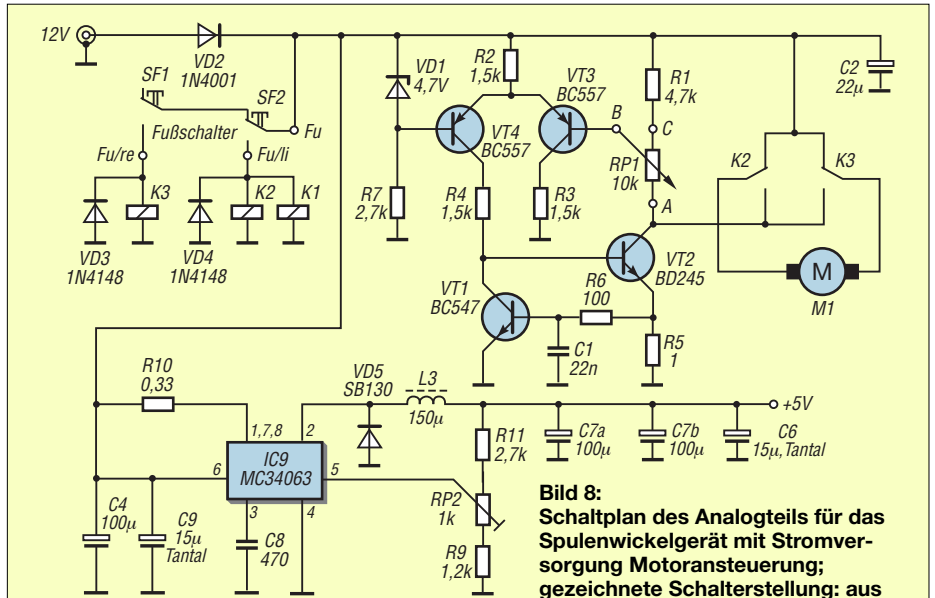 12V
VD2
1N4001
SF1
SF2
Fußschalter
Fu
Fu/re
Fu/li
K3
K2
K1
VD3
1N4148
VD4
1N4148
VD1
4,7V
R7
2,7k
R2
1,5k
VT4
BC557
VT3
BC557
R4
1,5k
R3
1,5k
B
R1
4,7k
C
RP1
10k
A
C2
22µ
K2
K3
M
M1
VT2
BD245
VT1
BC547
R6
100
C1
22n
R5
1
R10
0,33
VD5
SB130
L3
150µ
+5V
1,7,8
2
6
IC9
MC34063
5
3
4
C4
100µ
C9
15µ
Tantal
C8
470
R11
2,7k
RP2
1k
R9
1,2k
C7a
100µ
C7b
100µ
C6
15µ,Tantal
Bild 8:
Schaltplan des Analogteils für das
Spulenwickelgerät mit Stromver-
sorgung Motoransteuerung;
gezeichnete Schalterstellung: aus